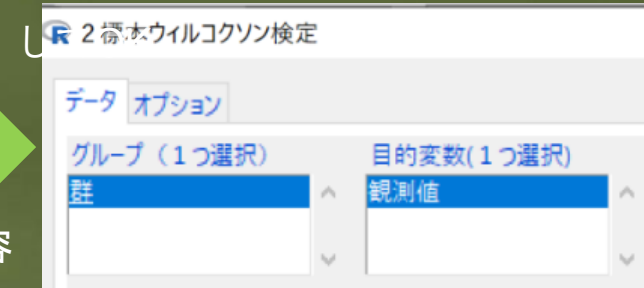 2標本ウィルコクソン検定
データ オプション
グループ（1つ選択） 目的変数(1つ選択)
群 観測値